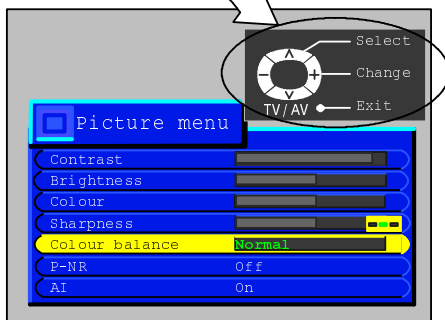 Select
- + Change
TV/AV Exit
Picture menu
Contrast
Brightness
Colour
Sharpness
Colour balance Normal
P-NR Off
AI On